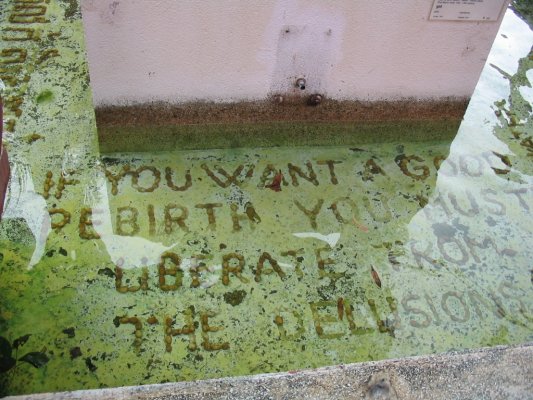 IF YOU WANT A GOOD
REBIRTH YOU MUST
LIBERATE FROM
THE DELUSIONS